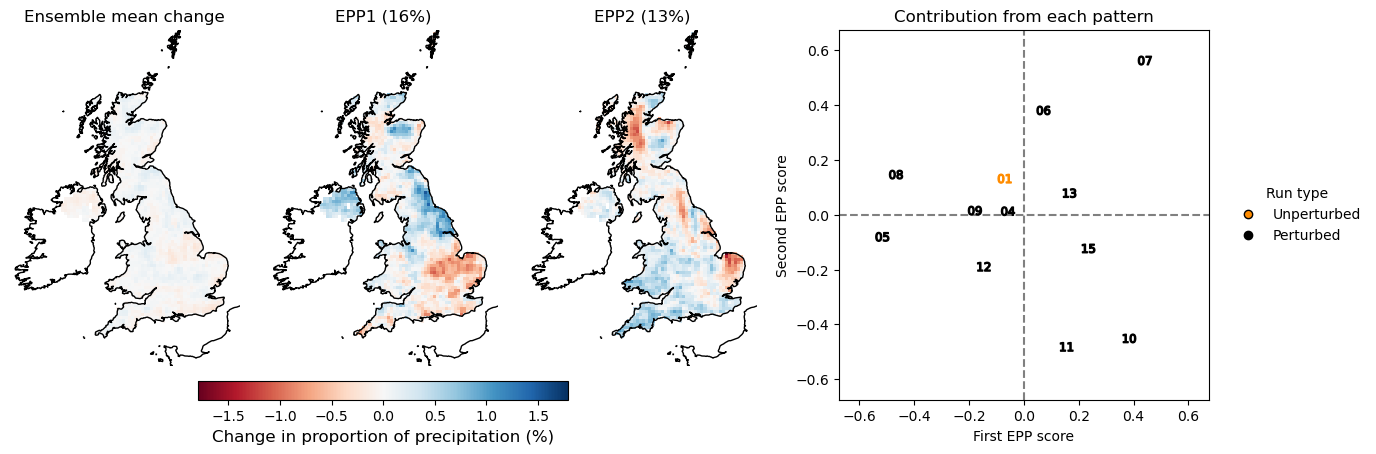 Ensemble mean change
EPP1 (16%)
EPP2 (13%)
Contribution from each pattern
−1.5 −1.0 −0.5 0.0 0.5 1.0 1.5
Change in proportion of precipitation (%)
Second EPP score
0.6
0.4
0.2
0.0
−0.2
−0.4
−0.6
07
06
08
01
13
09
04
05
15
12
10
11
−0.6 −0.4 −0.2 0.0 0.2 0.4 0.6
First EPP score
Run type
Unperturbed
Perturbed